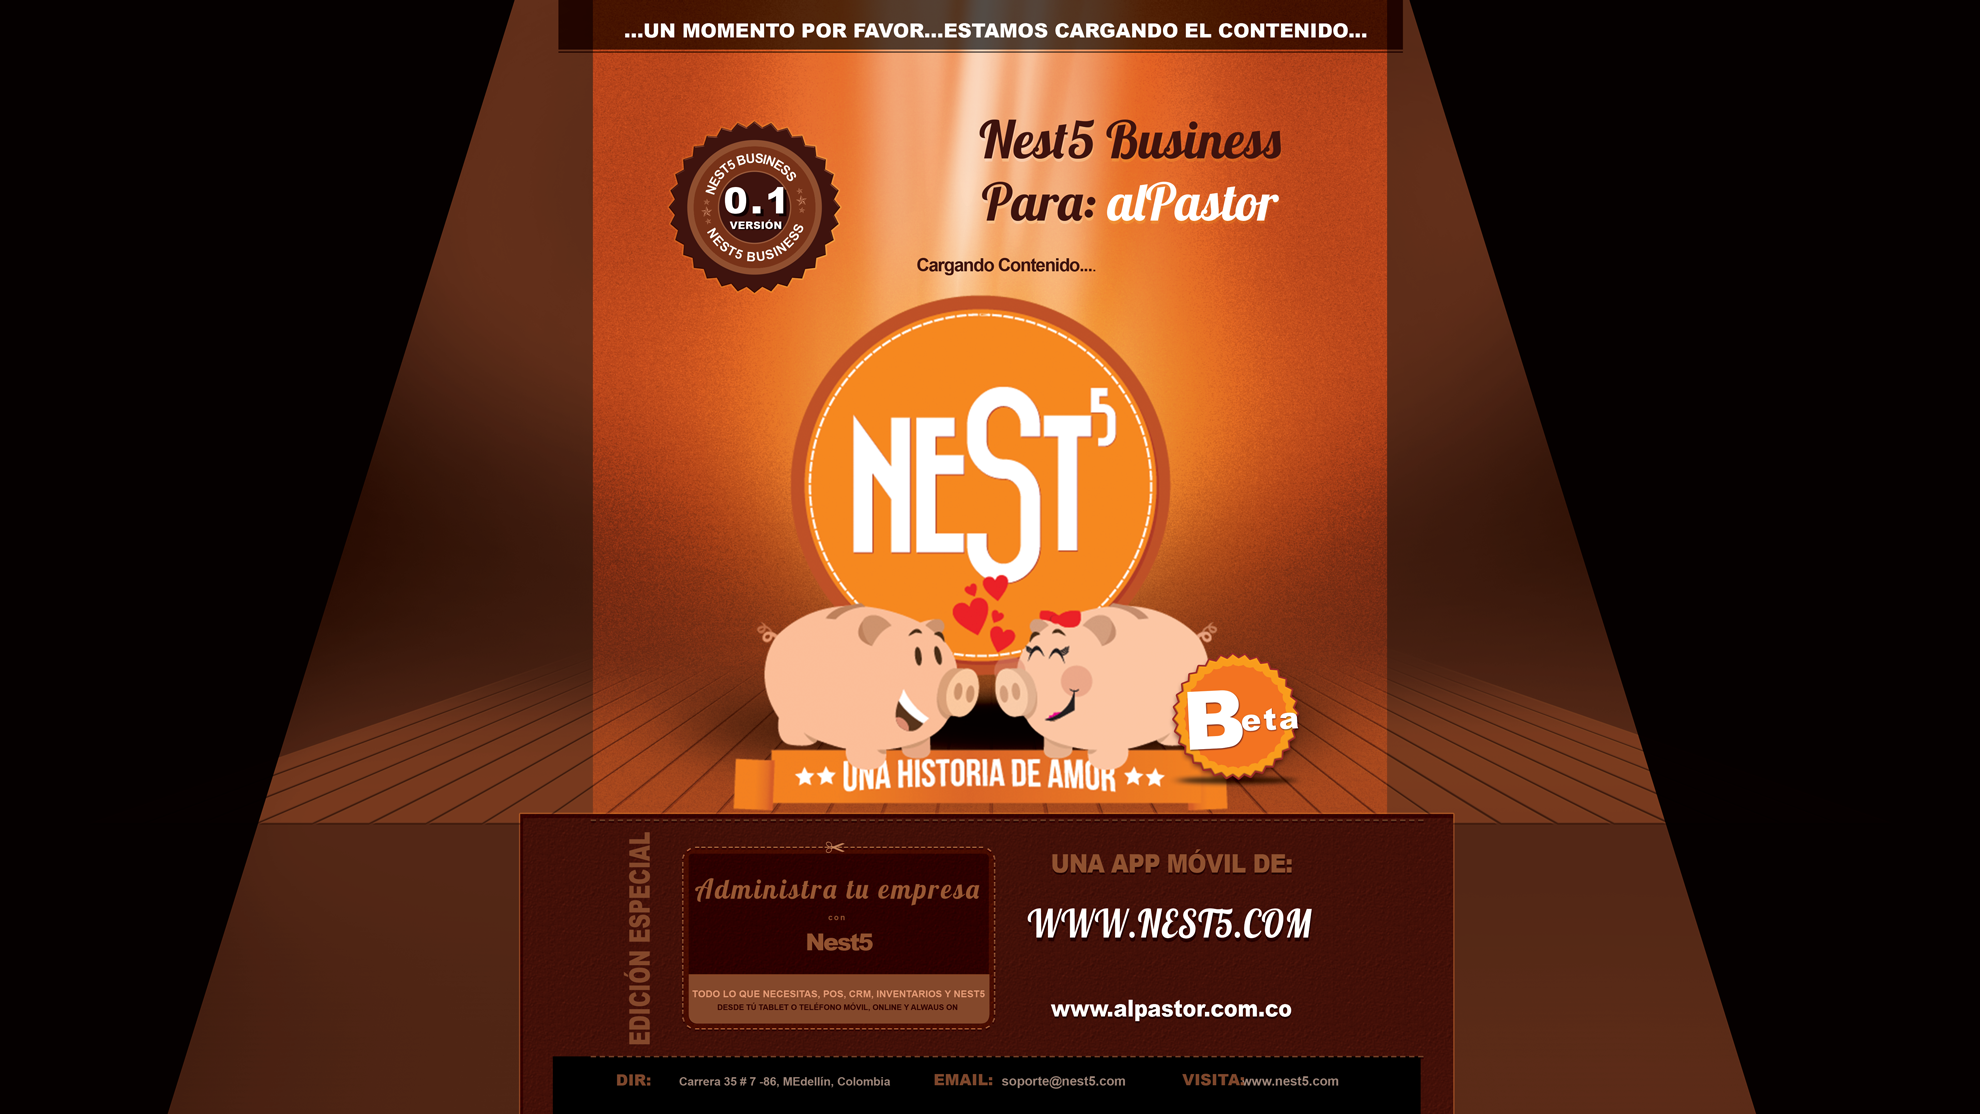 ...UN MOMENTO POR FAVOR...ESTAMOS CARGANDO EL CONTENIDO...
Nest5 Business
Para: alPastor
NEST5 BUSINESS
0.1
VERSIÓN
NEST5 BUSINESS
Cargando Contenido....
NEST5
Beta
UNA HISTORIA DE AMOR
EDICIÓN ESPECIAL
Administra tu empresa
con
Nest5
TODO LO QUE NECESITAS, POS, CRM, INVENTARIOS Y NEST5
DESDE TÚ TABLET O TELÉFONO MÓVIL, ONLINE Y ALWAUS ON
UNA APP MÓVIL DE:
WWW.NEST5.COM
www.alpastor.com.co
DIR: Carrera 35 # 7 -86, MEdellín, Colombia EMAIL: soporte@nest5.com VISITA: www.nest5.com